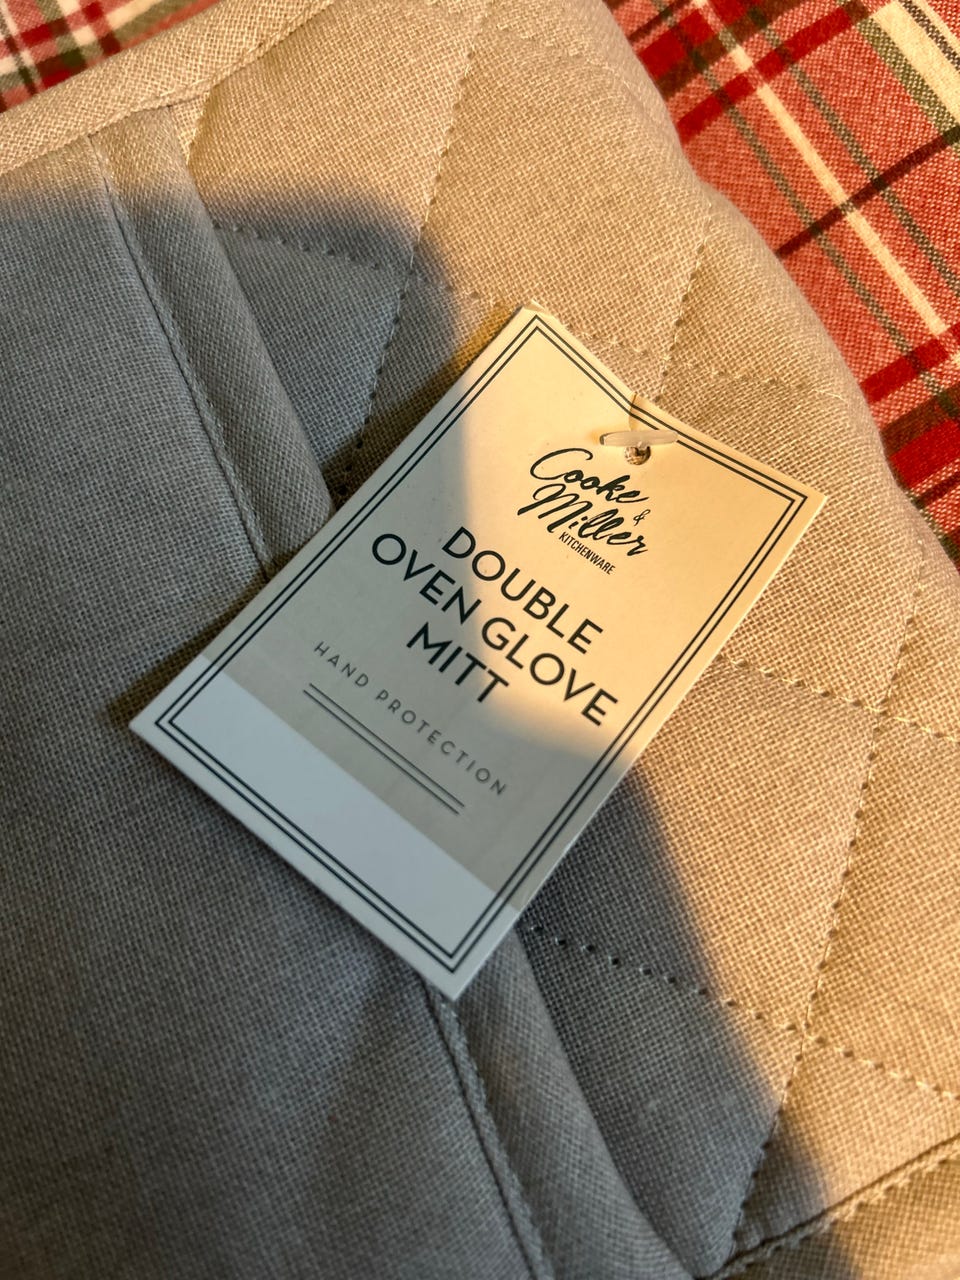 Cooke
&
Miller
KITCHENWARE
DOUBLE
OVEN GLOVE
MITT
HAND PROTECTION